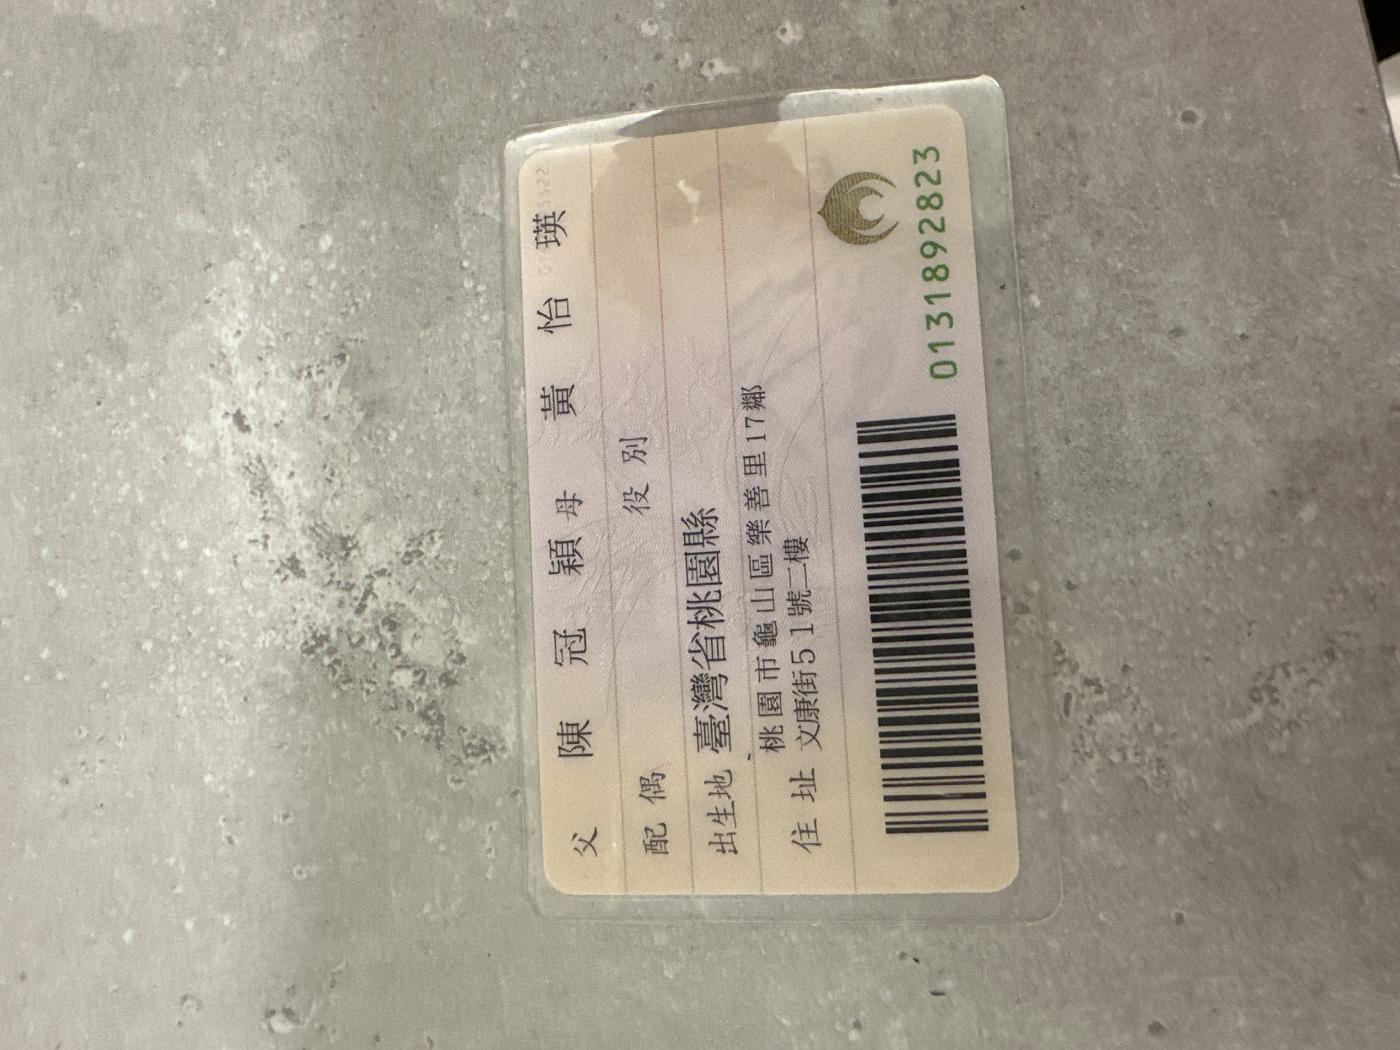 父 陳冠穎 母 黃怡瑛
配偶 役別
出生地 臺灣省桃園縣
住址 桃園市龜山區樂善里17鄰
文康街51號二樓
0131892823